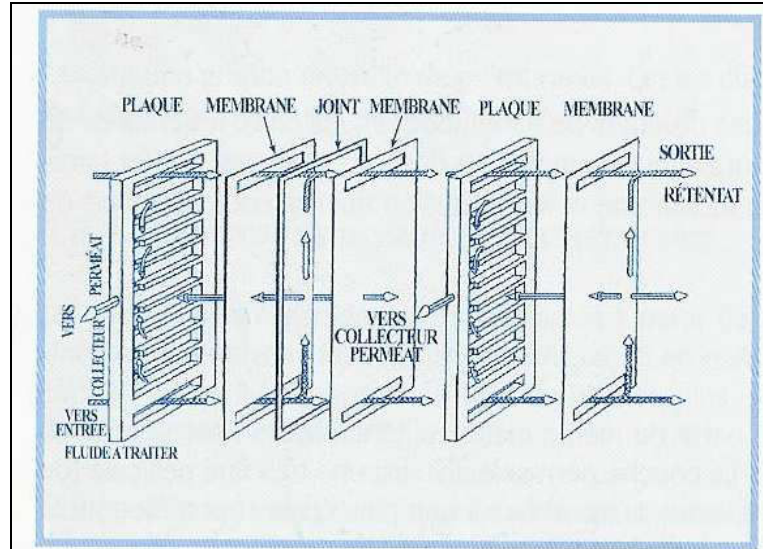 PLAQUE MEMBRANE JOINT MEMBRANE PLAQUE MEMBRANE
SORTIE
RÉTENTAT
VERS
COLLECTEUR
PERMÉAT
VERS
COLLECTEUR
PERMÉAT
VERS
ENTRÉE
FLUIDE A TRAITER